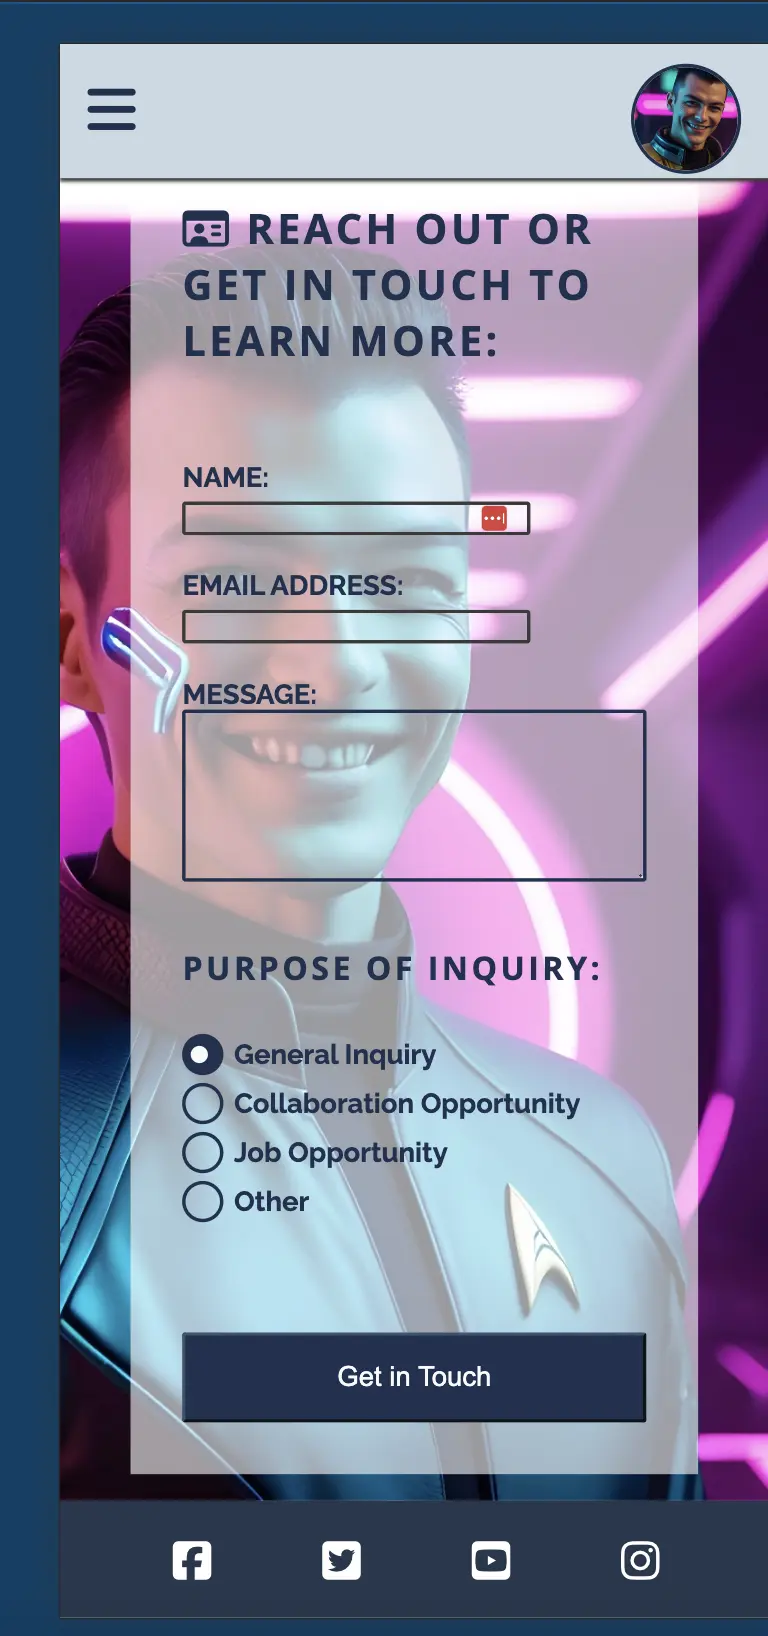 REACH OUT OR
GET IN TOUCH TO
LEARN MORE:
NAME:
EMAIL ADDRESS:
MESSAGE:
PURPOSE OF INQUIRY:
General Inquiry
Collaboration Opportunity
Job Opportunity
Other
Get in Touch